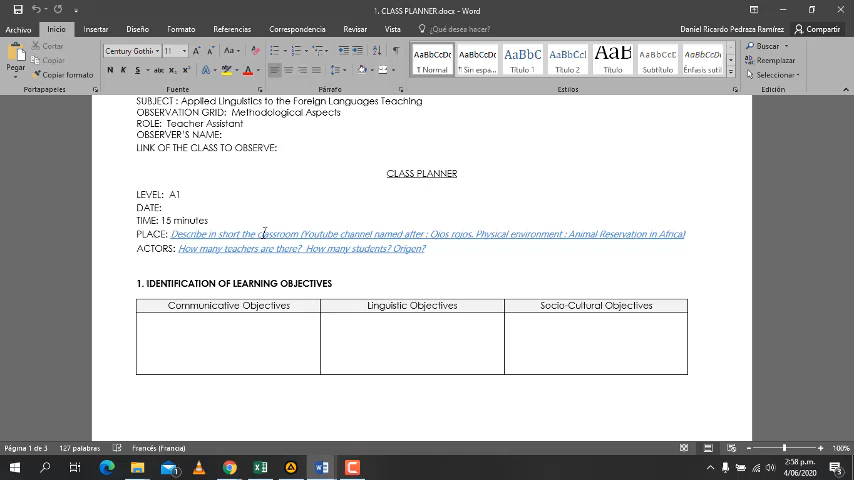 1. CLASS PLANNER.docx - Word
Archivo Inicio Insertar Diseño Formato Referencias Correspondencia Revisar Vista ¿Qué desea hacer? Daniel Ricardo Pedraza Ramírez Compartir
Pegar
Cortar
Copiar
Copiar formato
Century Gothic 11
N K S
AaBbCcDc AaBbCcDc AaBbC AaBbCcl AaB AaBbCcD AaBbCcDc
¶ Normal ¶ Sin espa... Título 1 Título 2 Título Subtítulo Énfasis sutil
Buscar
Reemplazar
Seleccionar
Portapapeles Fuente Párrafo Estilos Edición
SUBJECT : Applied Linguistics to the Foreign Languages Teaching
OBSERVATION GRID: Methodological Aspects
ROLE: Teacher Assistant
OBSERVER'S NAME:
LINK OF THE CLASS TO OBSERVE:
CLASS PLANNER
LEVEL: A1
DATE:
TIME: 15 minutes
PLACE: Describe in short the classroom (Youtube channel named after : Ojos rojos. Physical environment : Animal Reservation in Africa)
ACTORS: How many teachers are there? How many students? Origen?
1. IDENTIFICATION OF LEARNING OBJECTIVES
Communicative Objectives Linguistic Objectives Socio-Cultural Objectives
Página 1 de 3 127 palabras Francés (Francia) 100%
2:58 p.m.
4/06/2020